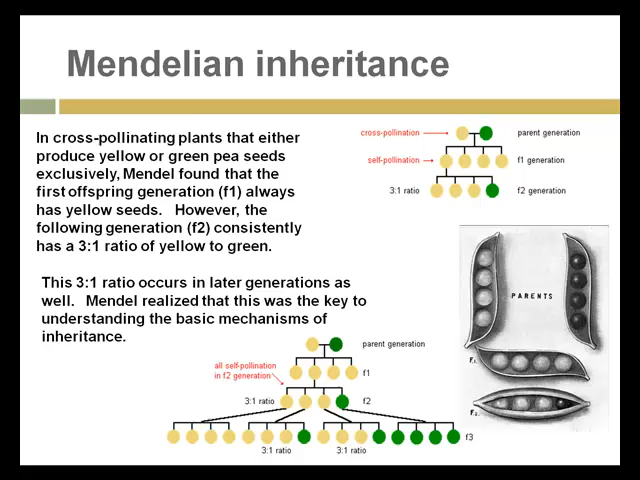 Mendelian inheritance
In cross-pollinating plants that either
produce yellow or green pea seeds
exclusively, Mendel found that the
first offspring generation (f1) always
has yellow seeds. However, the
following generation (f2) consistently
has a 3:1 ratio of yellow to green.
cross-pollination
parent generation
self-pollination
f1 generation
3:1 ratio
f2 generation
This 3:1 ratio occurs in later generations as
well. Mendel realized that this was the key to
understanding the basic mechanisms of
inheritance.
PARENTS
F1.
F2.
parent generation
all self-pollination
in f2 generation
f1
3:1 ratio
f2
f3
3:1 ratio
3:1 ratio